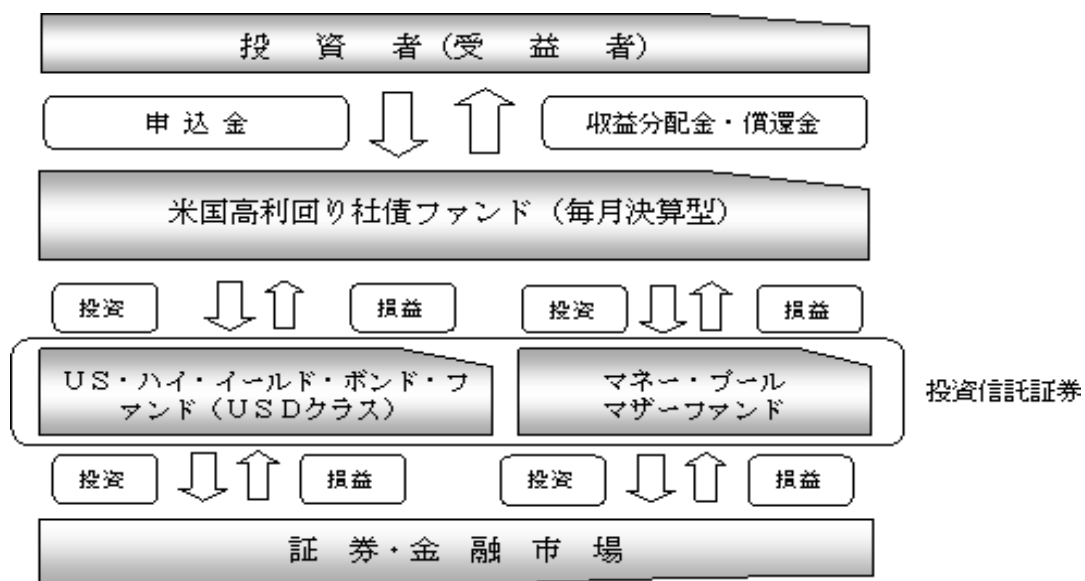 投資者(受益者)
申込金
収益分配金・償還金
米国高利回り社債ファンド(毎月決算型)
投資
損益
投資
損益
US・ハイ・イールド・ボンド・フ
ァンド(USDクラス)
マネー・プール
マザーファンド
投資信託証券
投資
損益
投資
損益
証券・金融市場